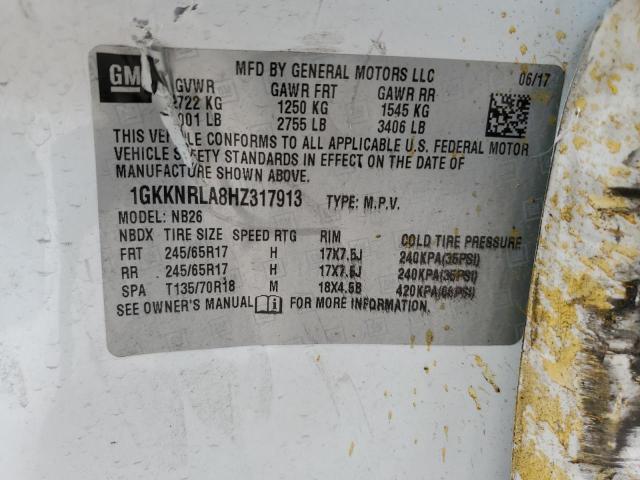 GM
MFD BY GENERAL MOTORS LLC
06/17
GVWR GAWR FRT GAWR RR
2722 KG 1250 KG 1545 KG
001 LB 2755 LB 3406 LB
THIS VEHICLE CONFORMS TO ALL APPLICABLE U.S. FEDERAL MOTOR
VEHICLE SAFETY STANDARDS IN EFFECT ON THE DATE OF
MANUFACTURE SHOWN ABOVE.
1GKKNRLA8HZ317913 TYPE: M.P.V.
MODEL: NB26
NBDX TIRE SIZE SPEED RTG RIM COLD TIRE PRESSURE
FRT 245/65R17 H 17X7.5J 240KPA(35PSI)
RR 245/65R17 H 17X7.5J 240KPA(35PSI)
SPA T135/70R18 M 18X4.5B 420KPA(60PSI)
SEE OWNER'S MANUAL FOR MORE INFORMATION.